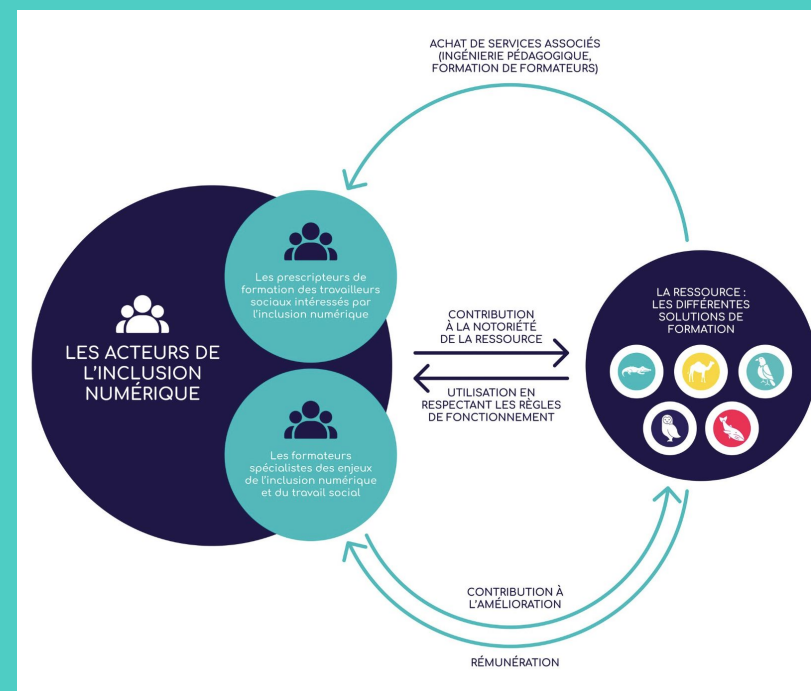 ACHAT DE SERVICES ASSOCIÉS
(INGÉNIERIE PÉDAGOGIQUE,
FORMATION DE FORMATEURS)
Les prescripteurs de
formation des travailleurs
sociaux intéressés par
l'inclusion numérique
LES ACTEURS DE
L'INCLUSION
NUMÉRIQUE
Les formateurs
spécialistes des enjeux
de l'inclusion numérique
et du travail social
CONTRIBUTION
À LA NOTORIÉTÉ
DE LA RESSOURCE
UTILISATION EN
RESPECTANT LES RÈGLES
DE FONCTIONNEMENT
LA RESSOURCE :
LES DIFFÉRENTES
SOLUTIONS DE
FORMATION
CONTRIBUTION À
L'AMÉLIORATION
RÉMUNÉRATION